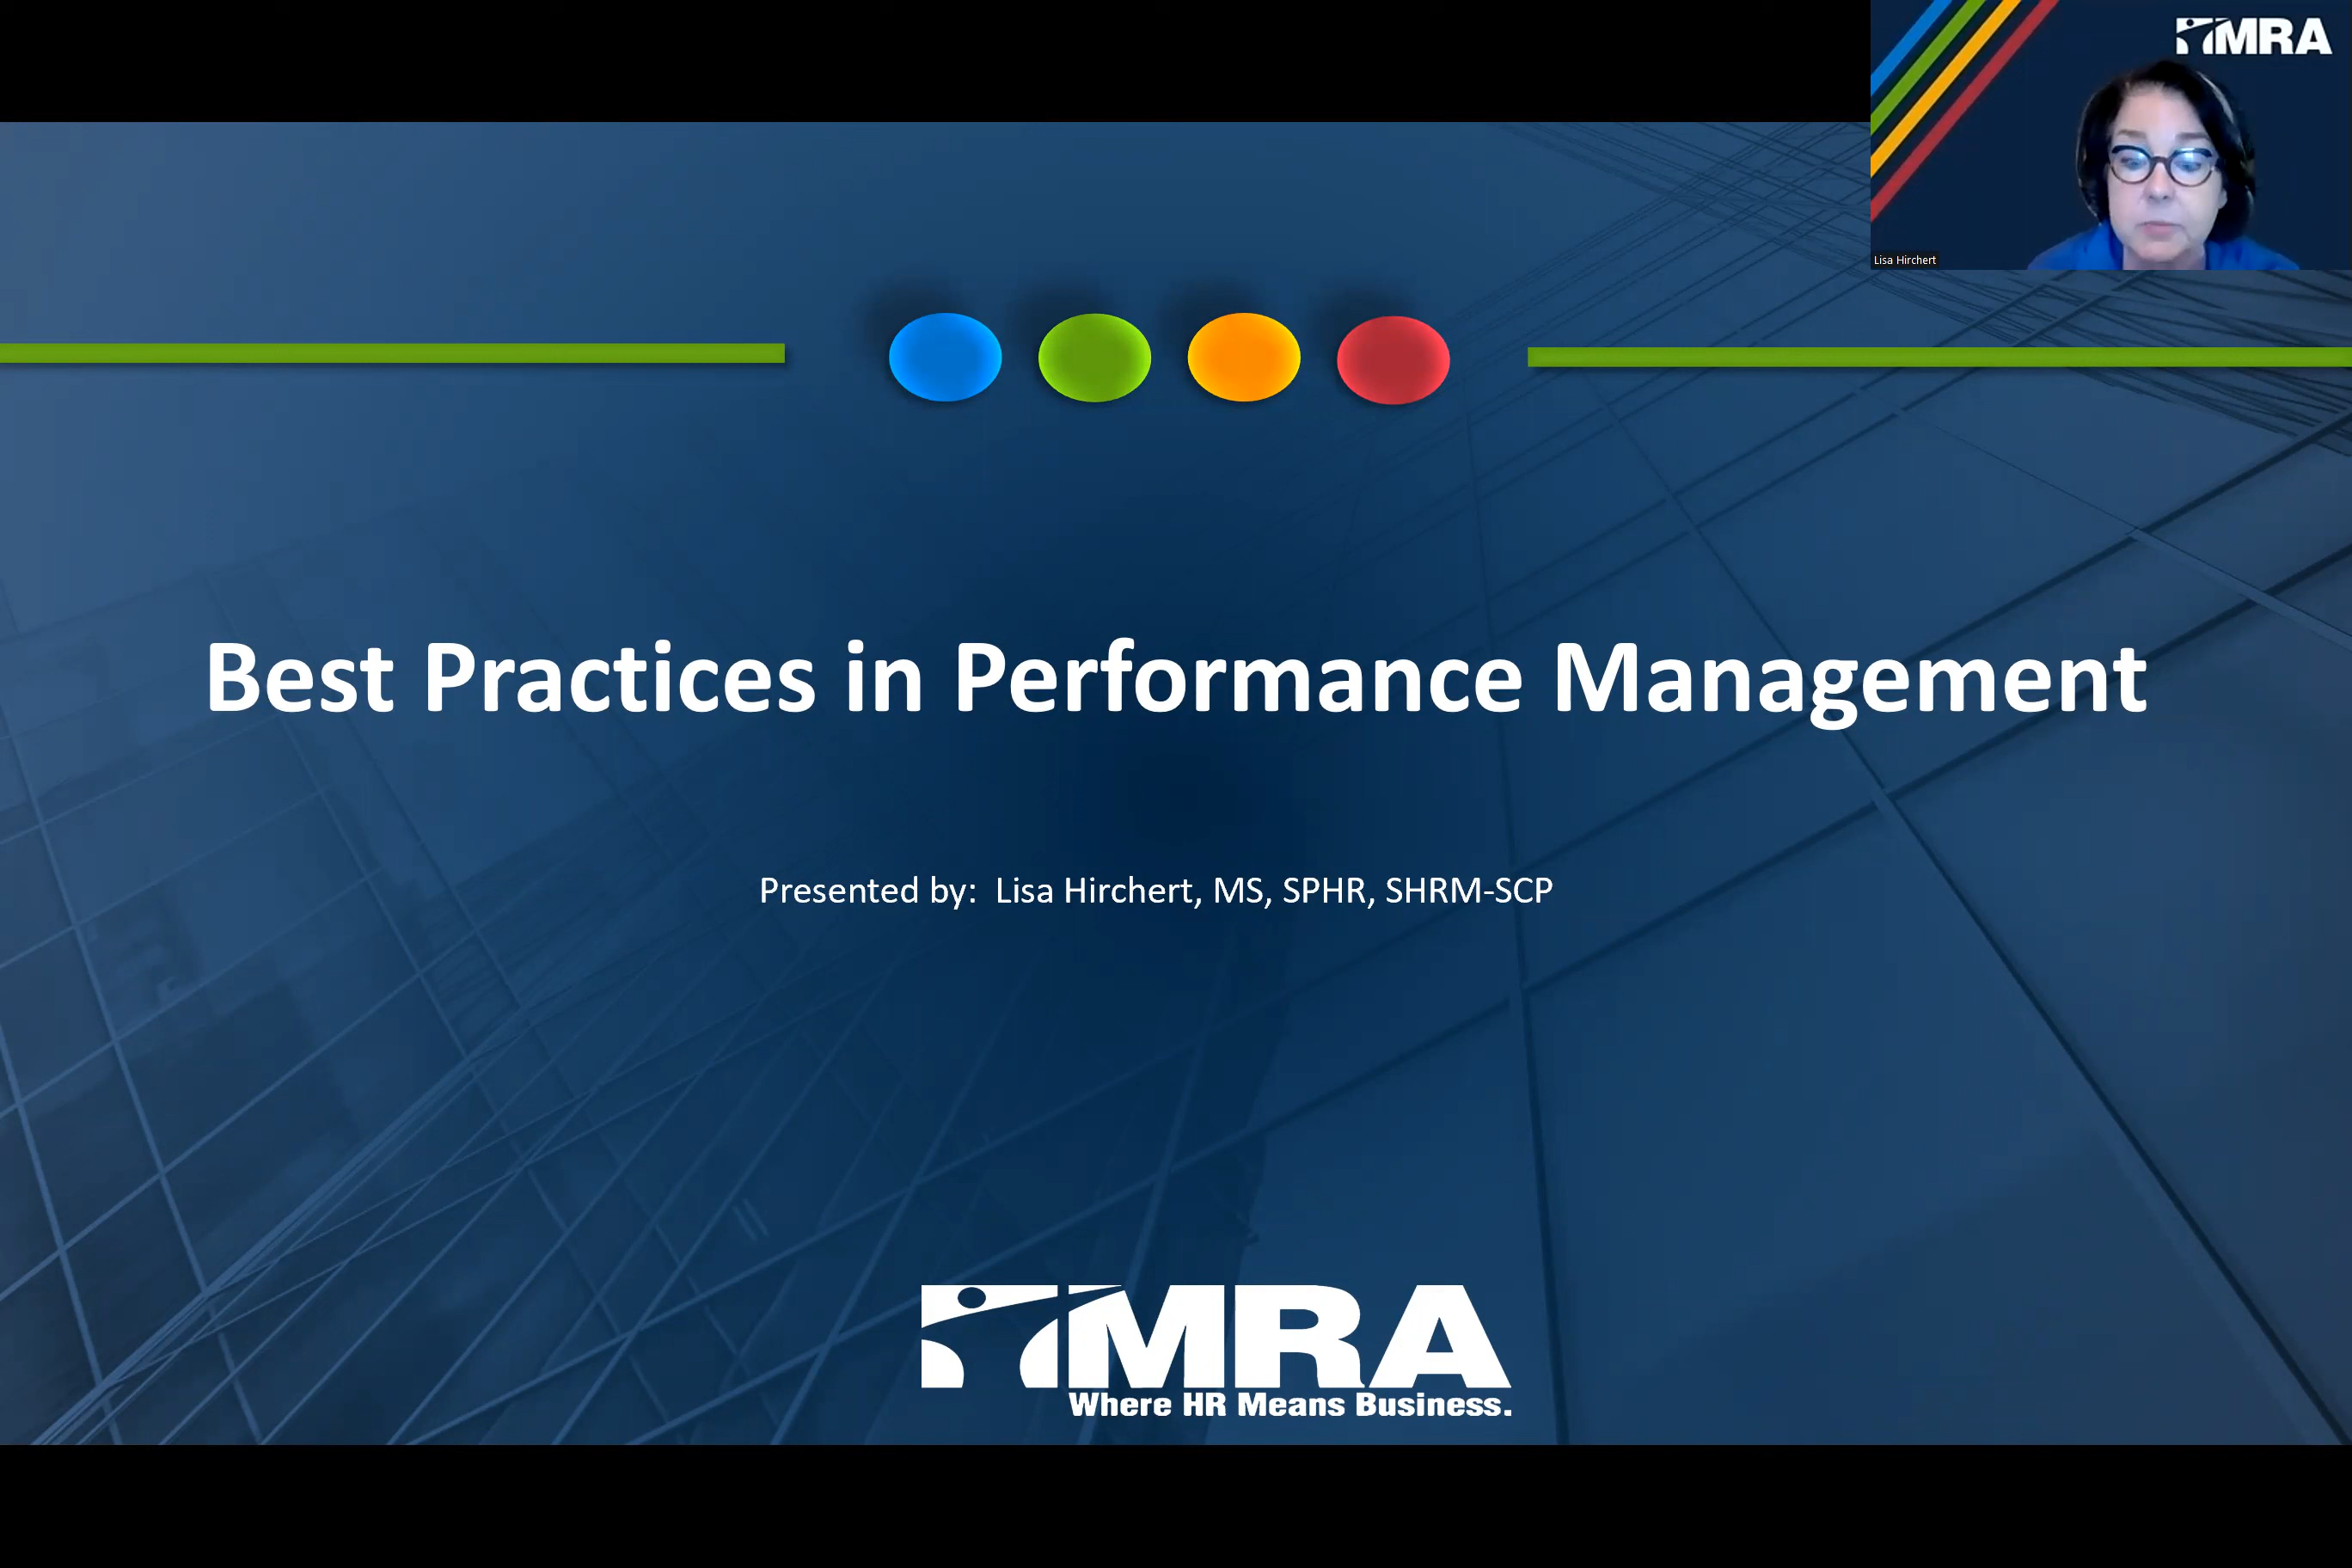 MRA
Lisa Hirchert
Best Practices in Performance Management
Presented by:  Lisa Hirchert, MS, SPHR, SHRM-SCP
MRA
Where HR Means Business.